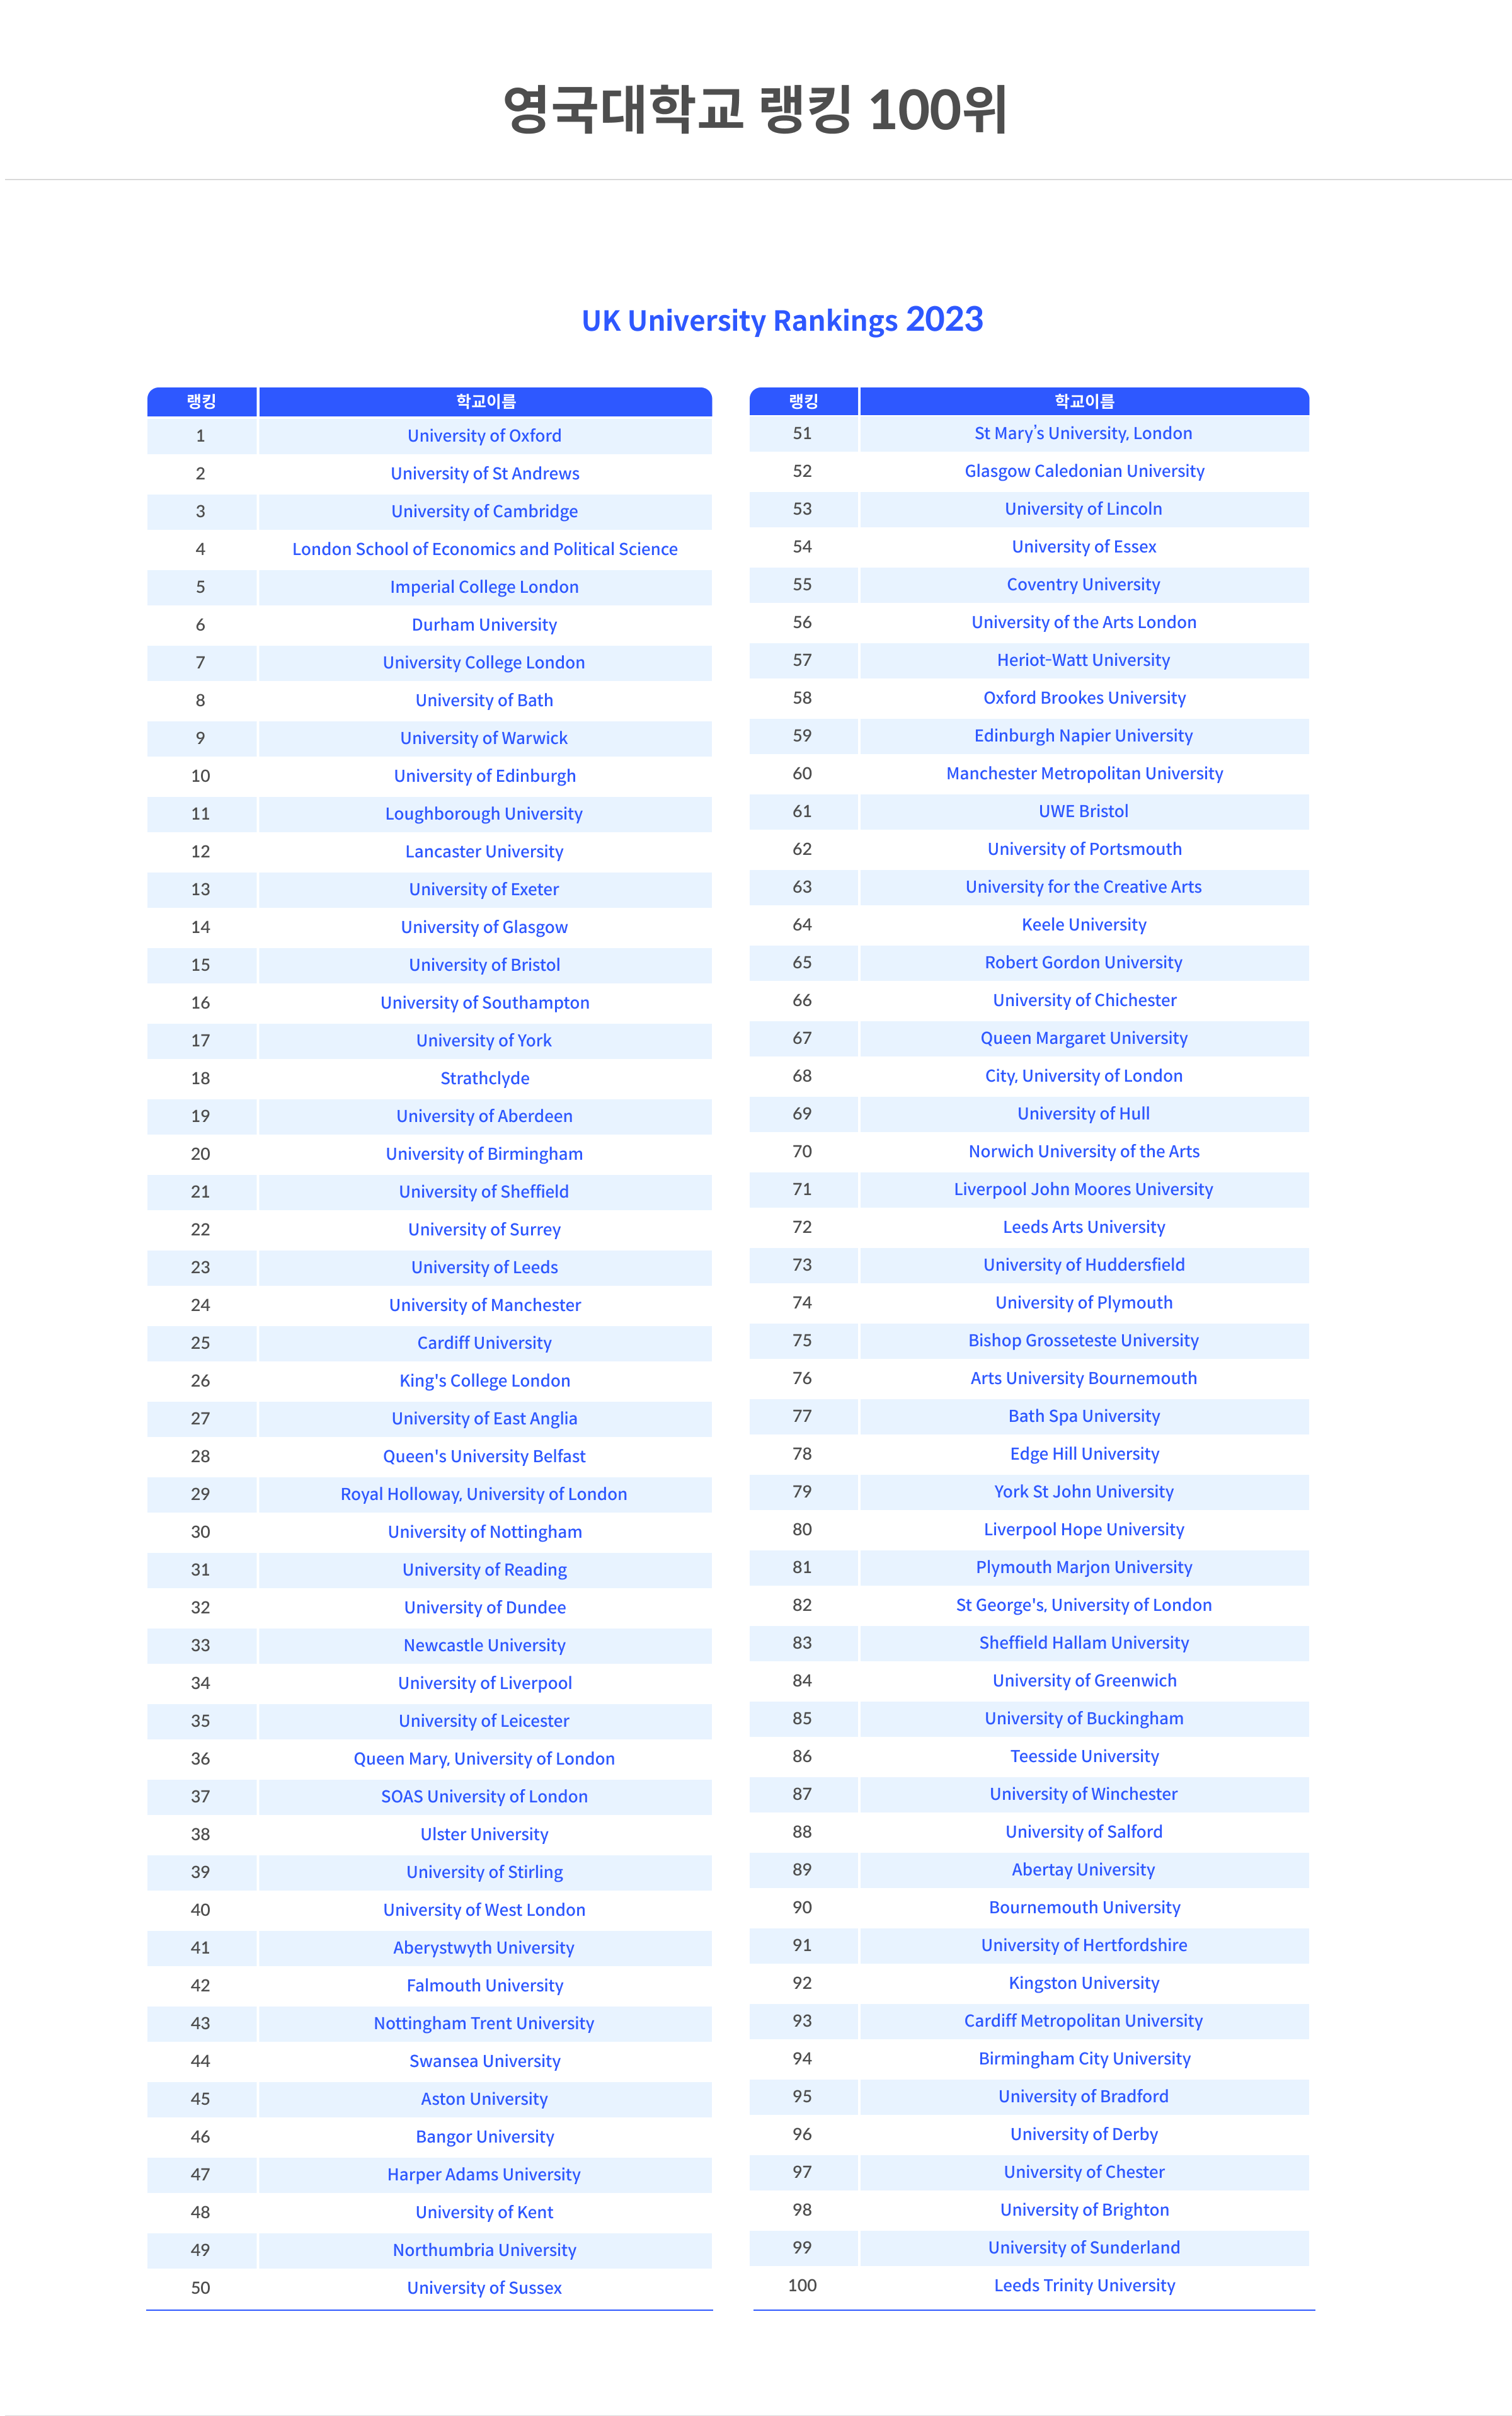 영국대학교 랭킹 100위
UK University Rankings 2023
랭킹 학교이름
1 University of Oxford
2 University of St Andrews
3 University of Cambridge
4 London School of Economics and Political Science
5 Imperial College London
6 Durham University
7 University College London
8 University of Bath
9 University of Warwick
10 University of Edinburgh
11 Loughborough University
12 Lancaster University
13 University of Exeter
14 University of Glasgow
15 University of Bristol
16 University of Southampton
17 University of York
18 Strathclyde
19 University of Aberdeen
20 University of Birmingham
21 University of Sheffield
22 University of Surrey
23 University of Leeds
24 University of Manchester
25 Cardiff University
26 King's College London
27 University of East Anglia
28 Queen's University Belfast
29 Royal Holloway, University of London
30 University of Nottingham
31 University of Reading
32 University of Dundee
33 Newcastle University
34 University of Liverpool
35 University of Leicester
36 Queen Mary, University of London
37 SOAS University of London
38 Ulster University
39 University of Stirling
40 University of West London
41 Aberystwyth University
42 Falmouth University
43 Nottingham Trent University
44 Swansea University
45 Aston University
46 Bangor University
47 Harper Adams University
48 University of Kent
49 Northumbria University
50 University of Sussex
랭킹 학교이름
51 St Mary’s University, London
52 Glasgow Caledonian University
53 University of Lincoln
54 University of Essex
55 Coventry University
56 University of the Arts London
57 Heriot-Watt University
58 Oxford Brookes University
59 Edinburgh Napier University
60 Manchester Metropolitan University
61 UWE Bristol
62 University of Portsmouth
63 University for the Creative Arts
64 Keele University
65 Robert Gordon University
66 University of Chichester
67 Queen Margaret University
68 City, University of London
69 University of Hull
70 Norwich University of the Arts
71 Liverpool John Moores University
72 Leeds Arts University
73 University of Huddersfield
74 University of Plymouth
75 Bishop Grosseteste University
76 Arts University Bournemouth
77 Bath Spa University
78 Edge Hill University
79 York St John University
80 Liverpool Hope University
81 Plymouth Marjon University
82 St George's, University of London
83 Sheffield Hallam University
84 University of Greenwich
85 University of Buckingham
86 Teesside University
87 University of Winchester
88 University of Salford
89 Abertay University
90 Bournemouth University
91 University of Hertfordshire
92 Kingston University
93 Cardiff Metropolitan University
94 Birmingham City University
95 University of Bradford
96 University of Derby
97 University of Chester
98 University of Brighton
99 University of Sunderland
100 Leeds Trinity University